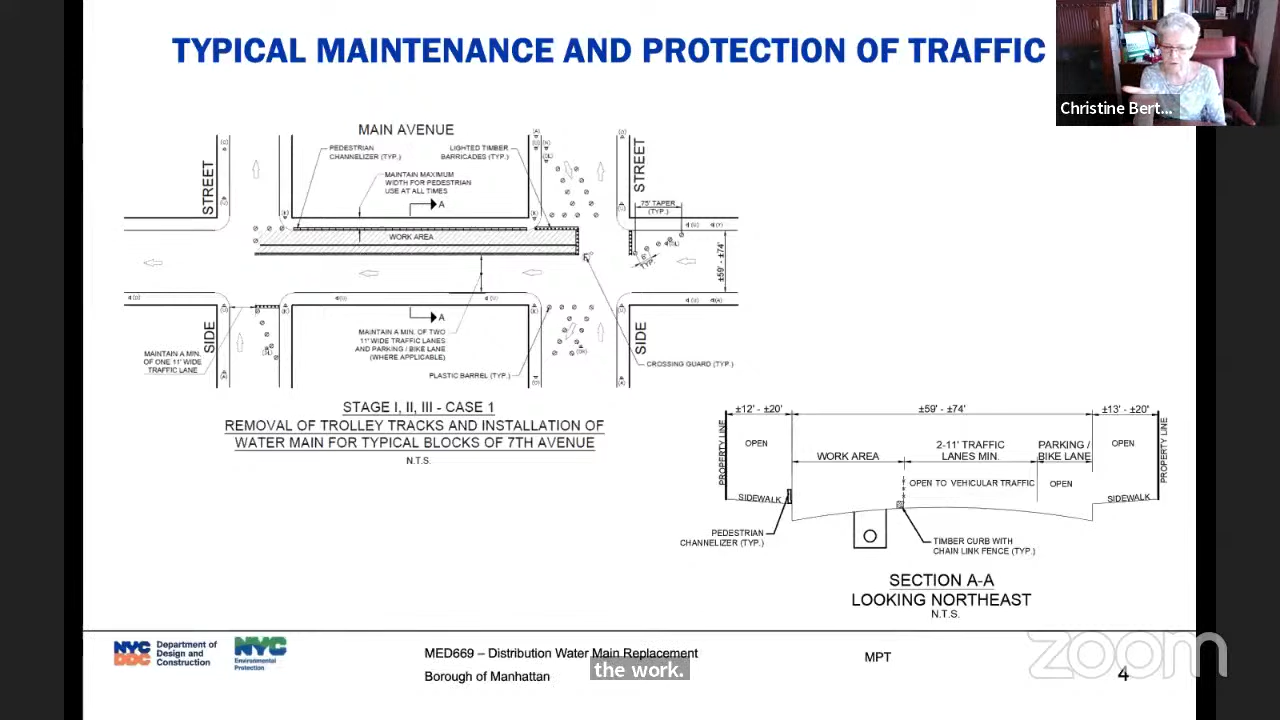 TYPICAL MAINTENANCE AND PROTECTION OF TRAFFIC
Christine Bert...
MAIN AVENUE
PEDESTRIAN
CHANNELIZER (TYP.)
LIGHTED TIMBER
BARRICADES (TYP.)
MAINTAIN MAXIMUM
WIDTH FOR PEDESTRIAN
USE AT ALL TIMES
STREET
STREET
A
75' TAPER
(TYP.)
WORK AREA
±59' - ±74'
A
SIDE
SIDE
MAINTAIN A MIN.
OF ONE 11' WIDE
TRAFFIC LANE
MAINTAIN A MIN. OF TWO
11' WIDE TRAFFIC LANES
AND PARKING / BIKE LANE
(WHERE APPLICABLE)
PLASTIC BARREL (TYP.)
CROSSING GUARD (TYP.)
STAGE I, II, III - CASE 1
REMOVAL OF TROLLEY TRACKS AND INSTALLATION OF
WATER MAIN FOR TYPICAL BLOCKS OF 7TH AVENUE
N.T.S.
±12' - ±20'
±59' - ±74'
±13' - ±20'
PROPERTY LINE
OPEN
WORK AREA
2-11' TRAFFIC
LANES MIN.
PARKING /
BIKE LANE
OPEN
PROPERTY LINE
OPEN TO VEHICULAR TRAFFIC
OPEN
SIDEWALK
SIDEWALK
PEDESTRIAN
CHANNELIZER (TYP.)
TIMBER CURB WITH
CHAIN LINK FENCE (TYP.)
SECTION A-A
LOOKING NORTHEAST
N.T.S.
NYC
DDC
Department of
Design and
Construction
NYC
Environmental
Protection
MED669 – Distribution Water Main Replacement
Borough of Manhattan
the work.
MPT
4
zoom